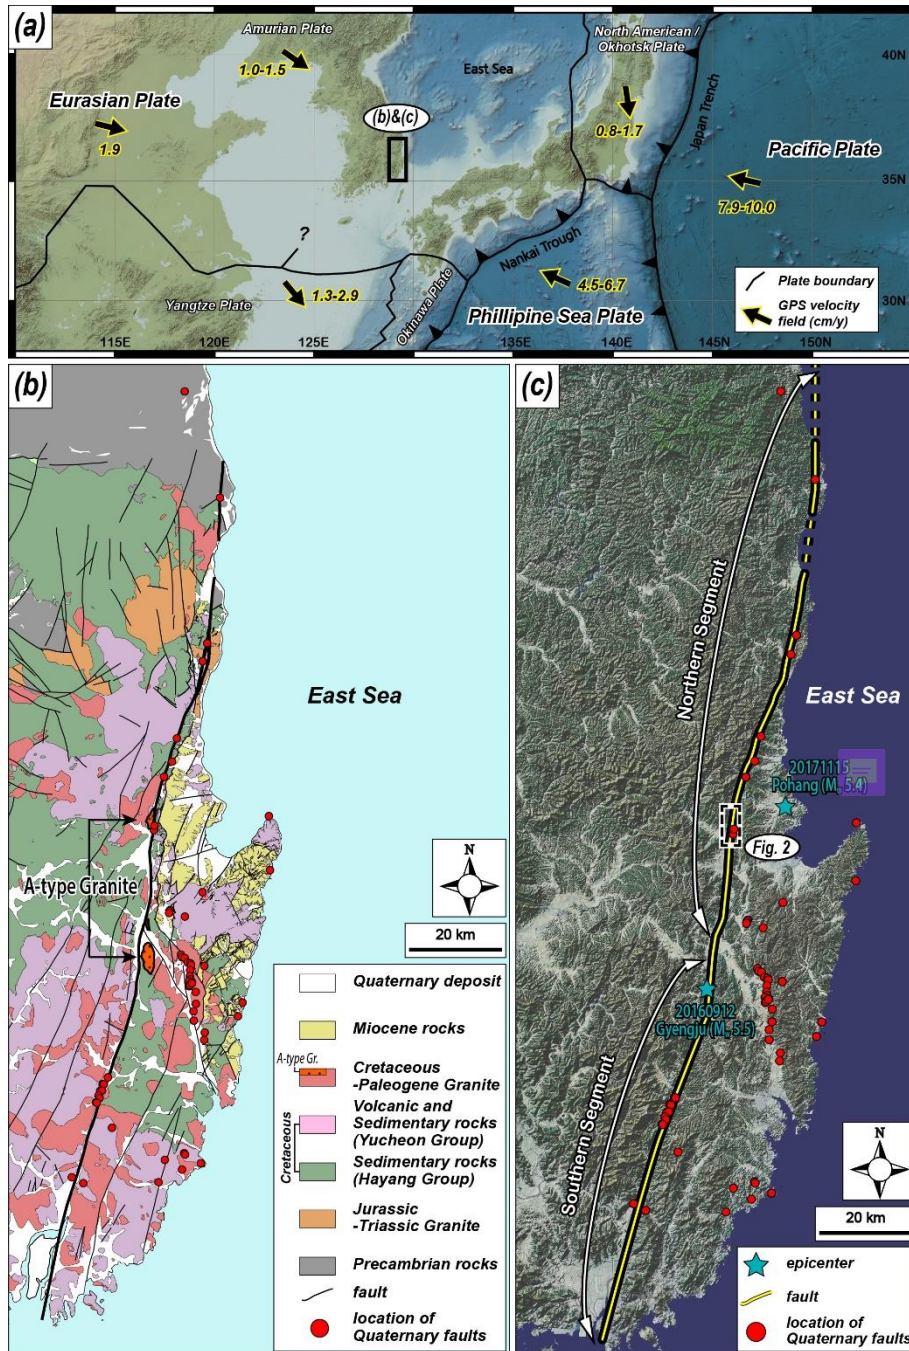 (a)
Amurian Plate
North American /
Okhotsk Plate
40N
1.0-1.5
East Sea
Eurasian Plate
(b)&(c)
0.8-1.7
Japan Trench
1.9
Pacific Plate
35N
7.9-10.0
?
Nankai Trough
Yangtze Plate
1.3-2.9
Okinawa Plate
4.5-6.7
30N
Phillipine Sea Plate
Plate boundary
GPS velocity
field (cm/y)
115E
120E
125E
130E
135E
140E
145E
150E
(b)
East Sea
A-type Granite
N
20 km
Quaternary deposit
Miocene rocks
A-type Gr.
Cretaceous
-Paleogene Granite
Cretaceous
Volcanic and
Sedimentary rocks
(Yucheon Group)
Sedimentary rocks
(Hayang Group)
Jurassic
-Triassic Granite
Precambrian rocks
fault
location of
Quaternary faults
(c)
Northern Segment
East Sea
20171115
Pohang (M 5.4)
Fig. 2
20160912
Gyengju (M 5.5)
Southern Segment
N
20 km
epicenter
fault
location of
Quaternary faults